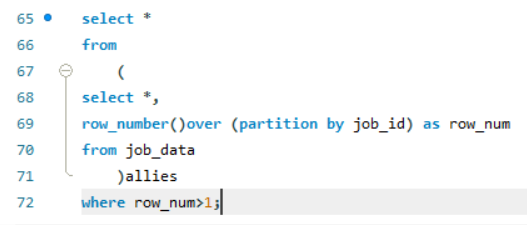 65 select *
66 from
67 (
68 select *,
69 row_number()over (partition by job_id) as row_num
70 from job_data
71 )allies
72 where row_num>1;